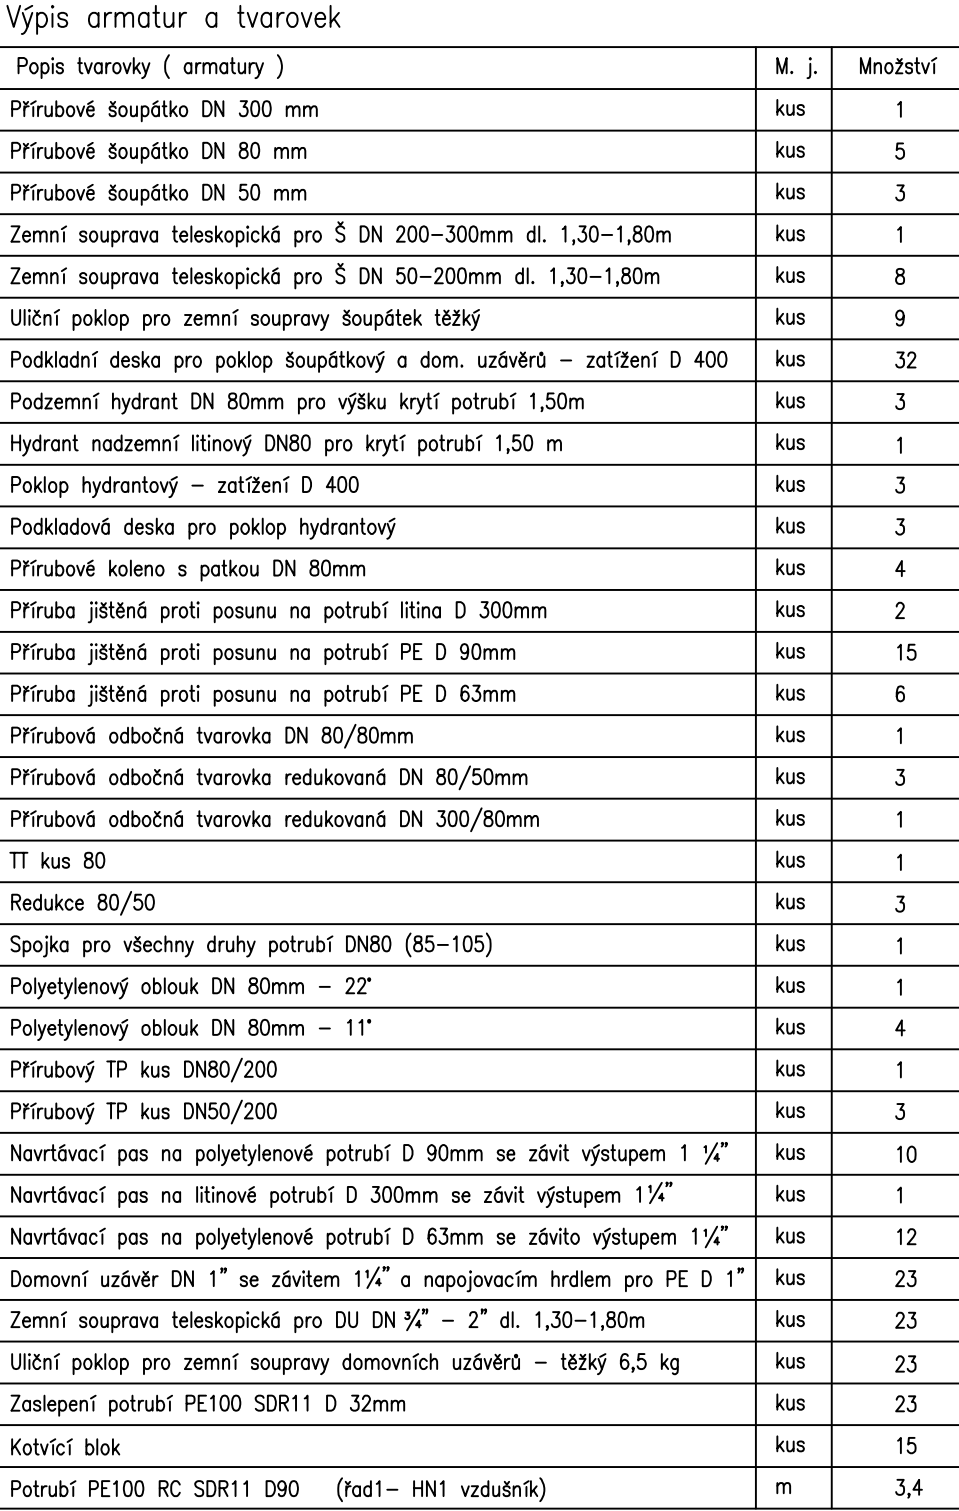 Výpis armatur a tvarovek
Popis tvarovky ( armatury ) M. j. Množství
Přírubové šoupátko DN 300 mm kus 1
Přírubové šoupátko DN 80 mm kus 5
Přírubové šoupátko DN 50 mm kus 3
Zemní souprava teleskopická pro Š DN 200-300mm dl. 1,30-1,80m kus 1
Zemní souprava teleskopická pro Š DN 50-200mm dl. 1,30-1,80m kus 8
Uliční poklop pro zemní soupravy šoupátek těžký kus 9
Podkladní deska pro poklop šoupátkový a dom. uzávěrů - zatížení D 400 kus 32
Podzemní hydrant DN 80mm pro výšku krytí potrubí 1,50m kus 3
Hydrant nadzemní litinový DN80 pro krytí potrubí 1,50 m kus 1
Poklop hydrantový - zatížení D 400 kus 3
Podkladová deska pro poklop hydrantový kus 3
Přírubové koleno s patkou DN 80mm kus 4
Příruba jištěná proti posunu na potrubí litina D 300mm kus 2
Příruba jištěná proti posunu na potrubí PE D 90mm kus 15
Příruba jištěná proti posunu na potrubí PE D 63mm kus 6
Přírubová odbočná tvarovka DN 80/80mm kus 1
Přírubová odbočná tvarovka redukovaná DN 80/50mm kus 3
Přírubová odbočná tvarovka redukovaná DN 300/80mm kus 1
TT kus 80 kus 1
Redukce 80/50 kus 3
Spojka pro všechny druhy potrubí DN80 (85-105) kus 1
Polyetylenový oblouk DN 80mm - 22° kus 1
Polyetylenový oblouk DN 80mm - 11° kus 4
Přírubový TP kus DN80/200 kus 1
Přírubový TP kus DN50/200 kus 3
Navrtávací pas na polyetylenové potrubí D 90mm se závit výstupem 1 ¼" kus 10
Navrtávací pas na litinové potrubí D 300mm se závit výstupem 1¼" kus 1
Navrtávací pas na polyetylenové potrubí D 63mm se závito výstupem 1¼" kus 12
Domovní uzávěr DN 1" se závitem 1¼" a napojovacím hrdlem pro PE D 1" kus 23
Zemní souprava teleskopická pro DU DN ¾" - 2" dl. 1,30-1,80m kus 23
Uliční poklop pro zemní soupravy domovních uzávěrů - těžký 6,5 kg kus 23
Zaslepení potrubí PE100 SDR11 D 32mm kus 23
Kotvící blok kus 15
Potrubí PE100 RC SDR11 D90 (řad1- HN1 vzdušník) m 3,4